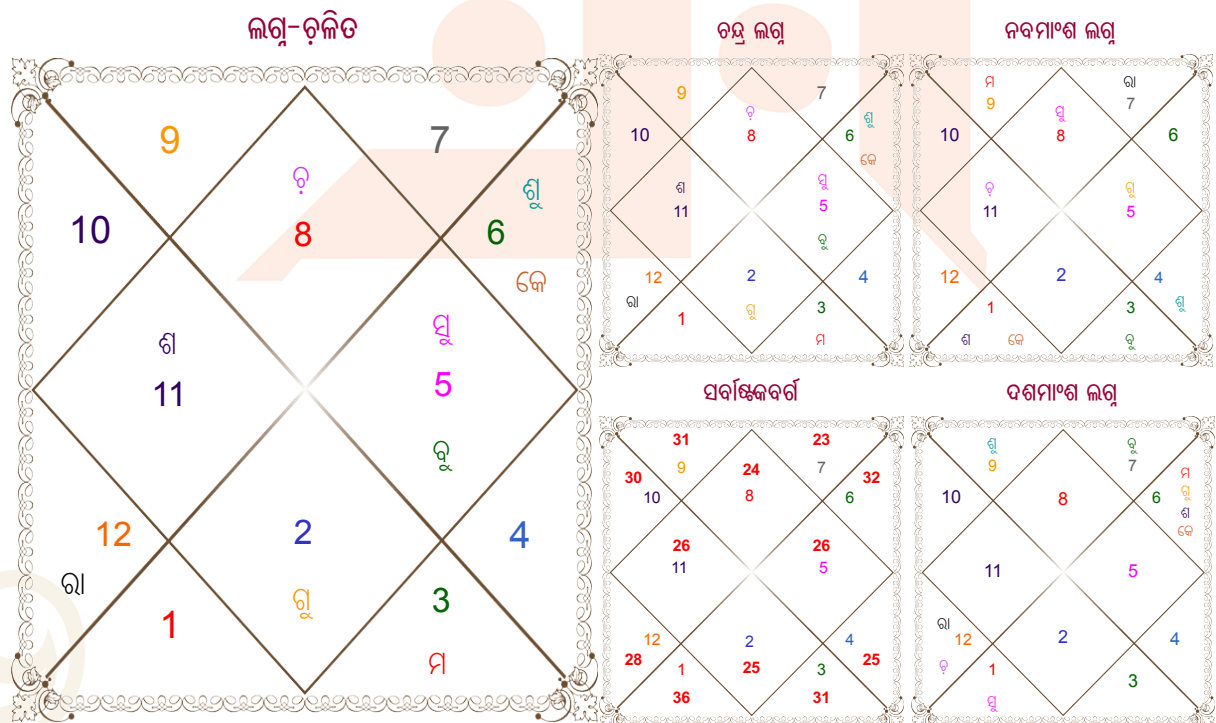 ଲଗ୍ନ-ଚ଼ଳିତ
9
7
ଚ଼
ଶୁ
10
8
6
କେ
ସୁ
ଶ
5
11
ବୁ
12
2
4
ରା
ଗୁ
3
1
ମ
ଚନ୍ଦ୍ର ଲଗ୍ନ
9
7
ଚ଼
ଶୁ
10
8
6
କେ
ଶ
ସୁ
11
5
ବୁ
12
2
4
ରା
ଗୁ
3
1
ମ
ନବମାଂଶ ଲଗ୍ନ
ମ
ରା
9
7
ସୁ
10
8
6
ଚ଼
ଗୁ
11
5
12
2
4
ଶୁ
1
3
ଶ
କେ
ବୁ
ସର୍ବାଷ୍ଟକବର୍ଗ
31
23
9
24
7
30
32
10
8
6
26
26
11
5
12
2
4
28
25
25
1
3
36
31
ଦଶମାଂଶ ଲଗ୍ନ
ଶୁ
ବୁ
9
7
ମ
ଗୁ
10
8
6
ଶ
କେ
11
5
ରା
12
2
4
ଚ଼
1
3
ସୁ